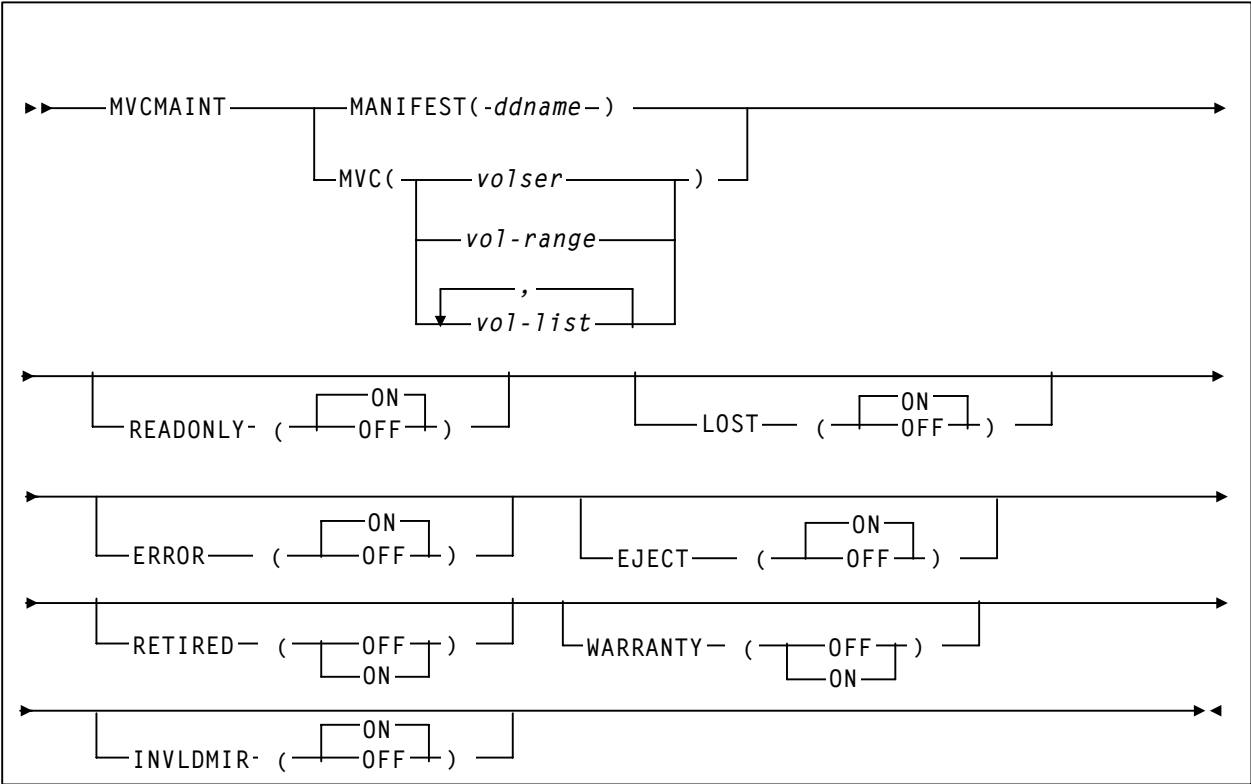 MVCMAINT MANIFEST( ddname )
MVC( volser )
vol-range
,
vol-list
ON ON
READONLY ( OFF ) LOST ( OFF )
ON ON
ERROR ( OFF ) EJECT ( OFF )
RETIRED ( OFF ) WARRANTY ( OFF )
ON ON
ON
INVLDMIR ( OFF )